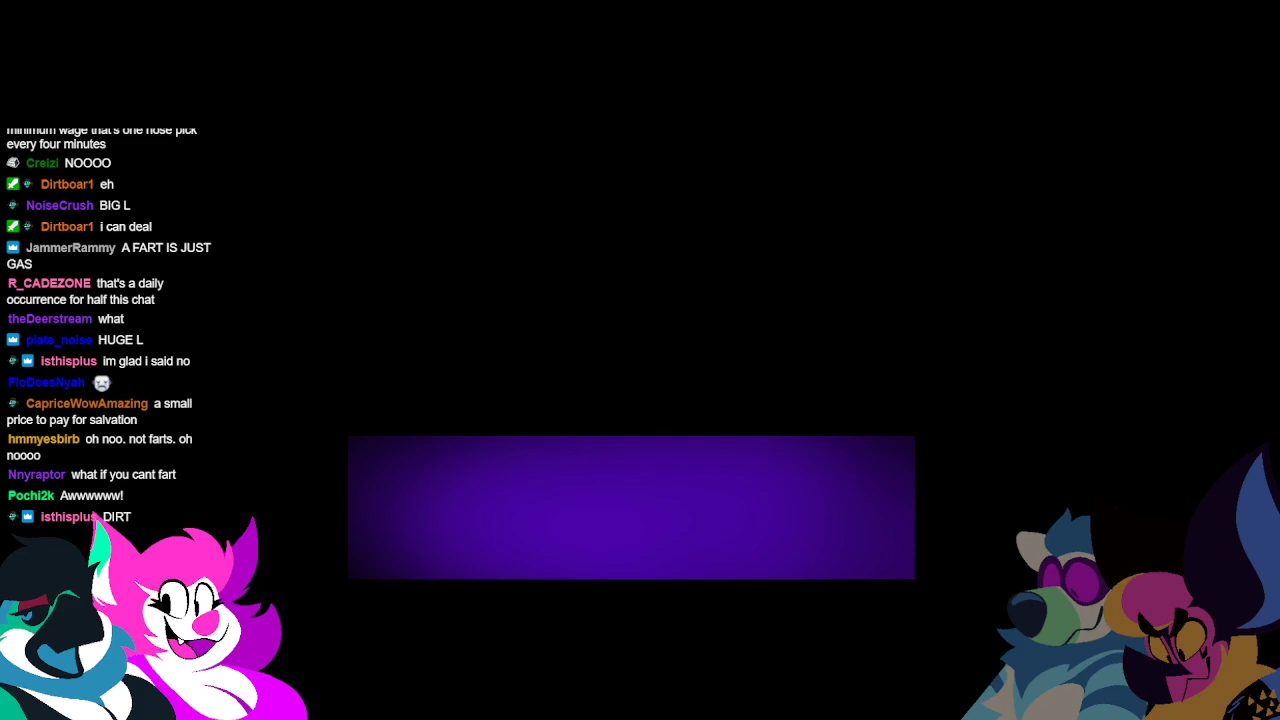 minimum wage that's one nose pick
every four minutes
Creizi NOOOO
Dirtboar1 eh
NoiseCrush BIG L
Dirtboar1 i can deal
JammerRammy A FART IS JUST
GAS
R_CADEZONE that's a daily
occurrence for half this chat
theDeerstream what
plate_noise HUGE L
isthisplus im glad i said no
FloDoesNyah
CapriceWowAmazing a small
price to pay for salvation
hmmyesbirb oh noo. not farts. oh
noooo
Nnyraptor what if you cant fart
Pochi2k Awwwwww!
isthisplus DIRT